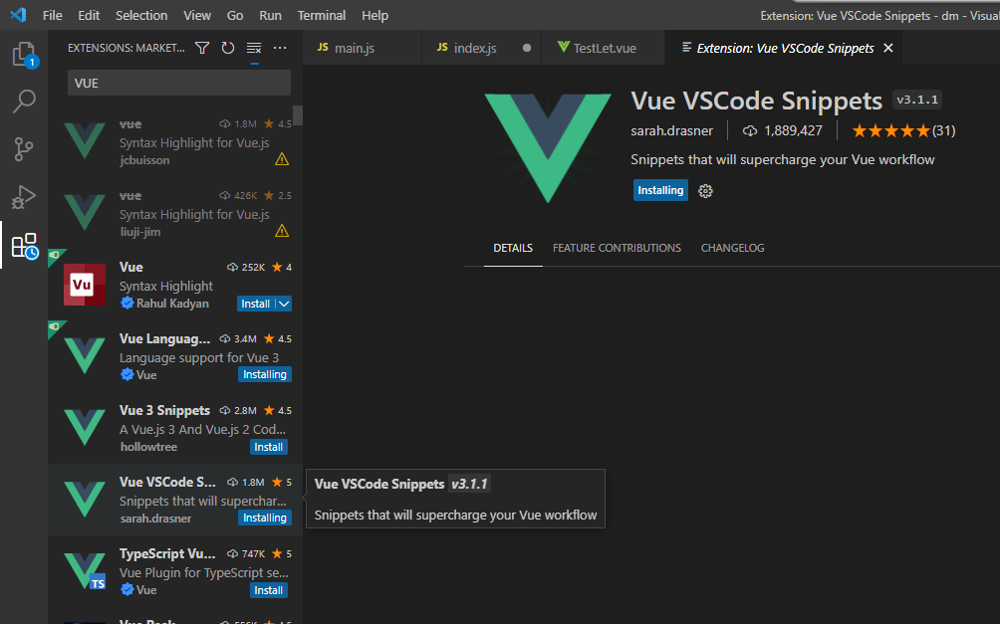 File Edit Selection View Go Run Terminal Help
Extension: Vue VSCode Snippets - dm - Visual
1
EXTENSIONS: MARKET...
VUE
vue 1.8M 4.5
Syntax Highlight for Vue.js
jcbuisson
vue 426K 2.5
Syntax Highlight for Vue.js
liuji-jim
Vu
Vue 252K 4
Syntax Highlight
Rahul Kadyan Install
Vue Languag... 3.4M 4.5
Language support for Vue 3
Vue Installing
Vue 3 Snippets 2.8M 4.5
A Vue.js 3 And Vue.js 2 Cod...
hollowtree Install
Vue VSCode S... 1.8M 5
Snippets that will superchar...
sarah.drasner Installing
TS
TypeScript Vu... 747K 5
Vue Plugin for TypeScript se...
Vue Install
JS main.js
JS index.js
TestLet.vue
Extension: Vue VSCode Snippets
Vue VSCode Snippets v3.1.1
sarah.drasner 1,889,427 (31)
Snippets that will supercharge your Vue workflow
Installing
DETAILS FEATURE CONTRIBUTIONS CHANGELOG
Vue VSCode Snippets v3.1.1
Snippets that will supercharge your Vue workflow